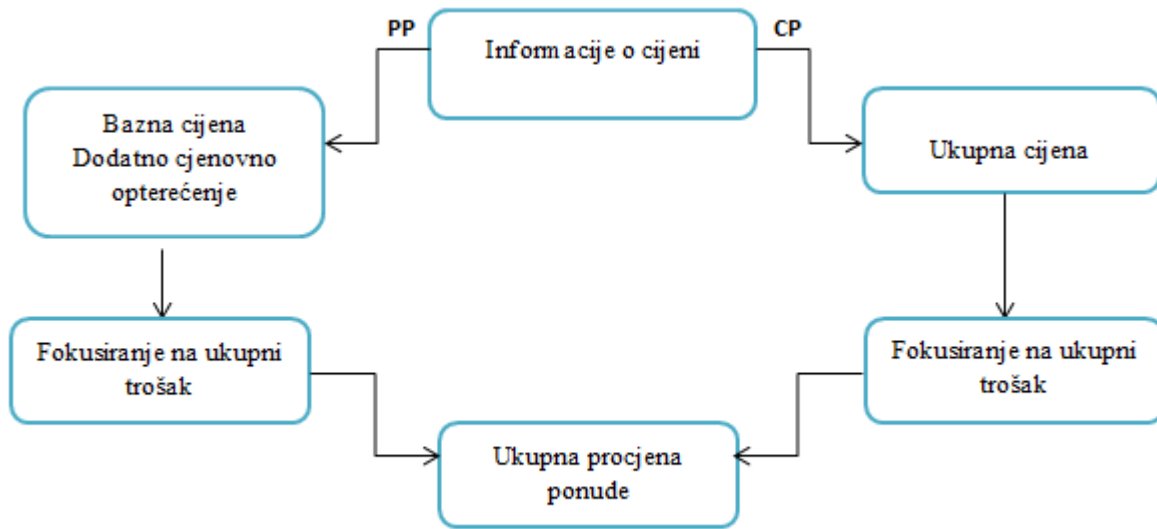 PP
Informacije o cijeni
CP
Bazna cijena
Dodatno cjenovno
opterećenje
Ukupna cijena
Fokusiranje na ukupni
trošak
Fokusiranje na ukupni
trošak
Ukupna procjena
ponude